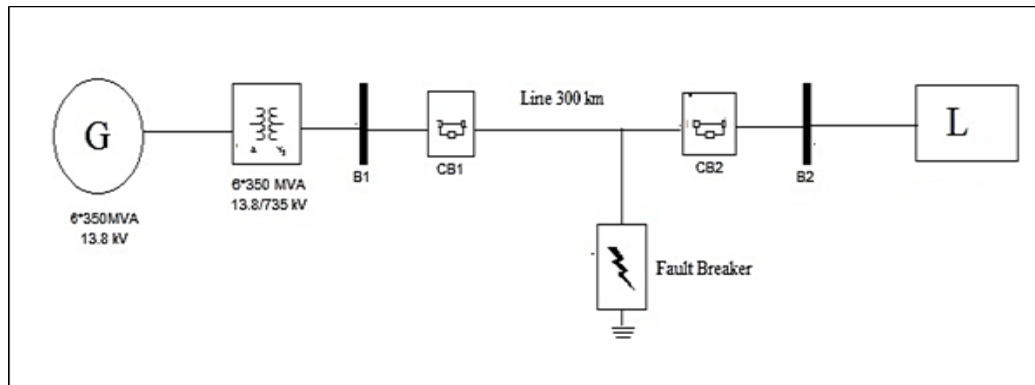 G
6*350MVA
13.8 kV
6*350 MVA
13.8/735 kV
B1
CB1
Line 300 km
Fault Breaker
CB2
B2
L